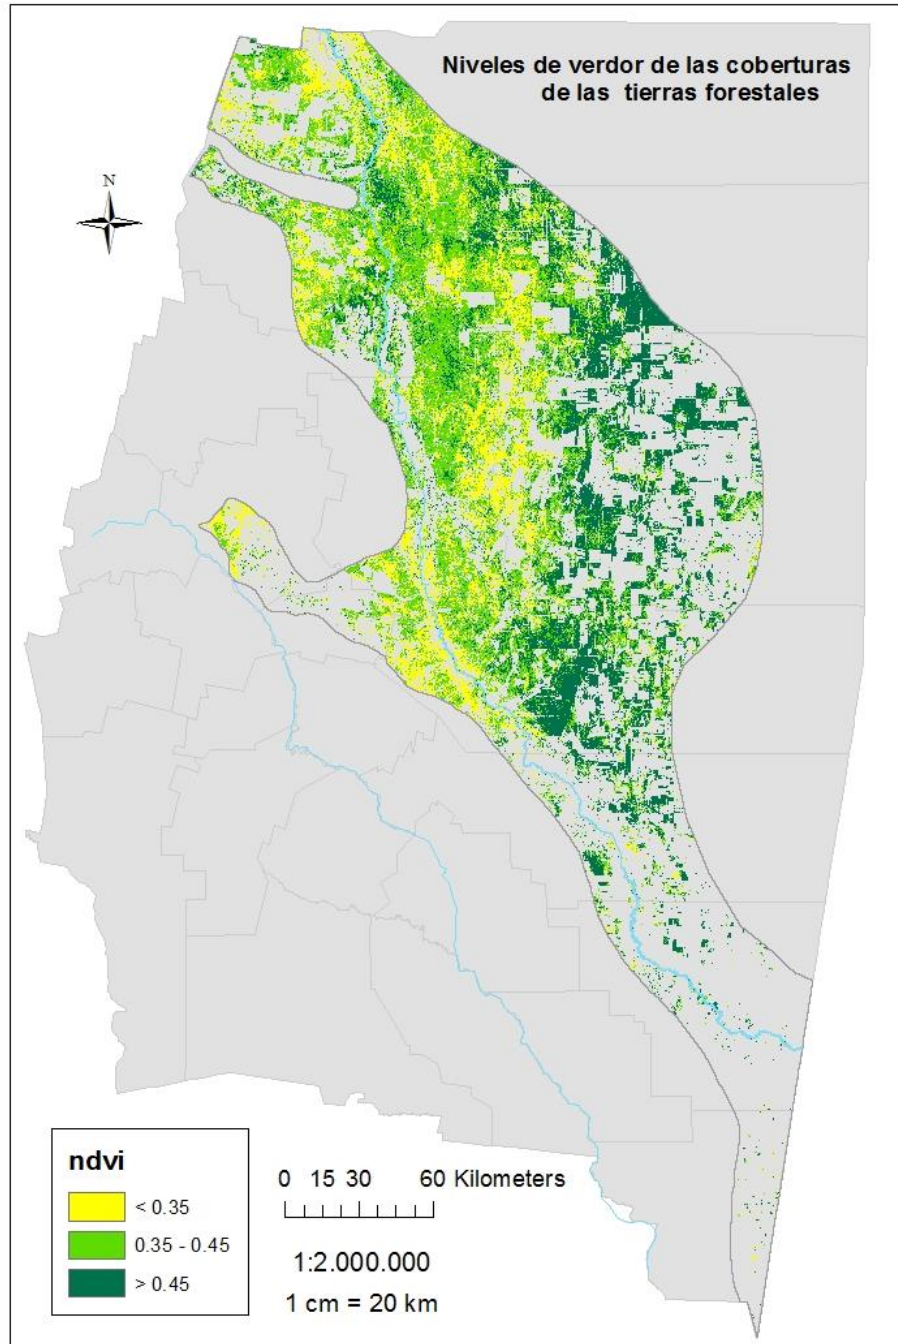 Niveles de verdor de las coberturas
de las tierras forestales
N
ndvi
< 0.35
0.35 - 0.45
> 0.45
0 15 30 60 Kilometers
1:2.000.000
1 cm = 20 km